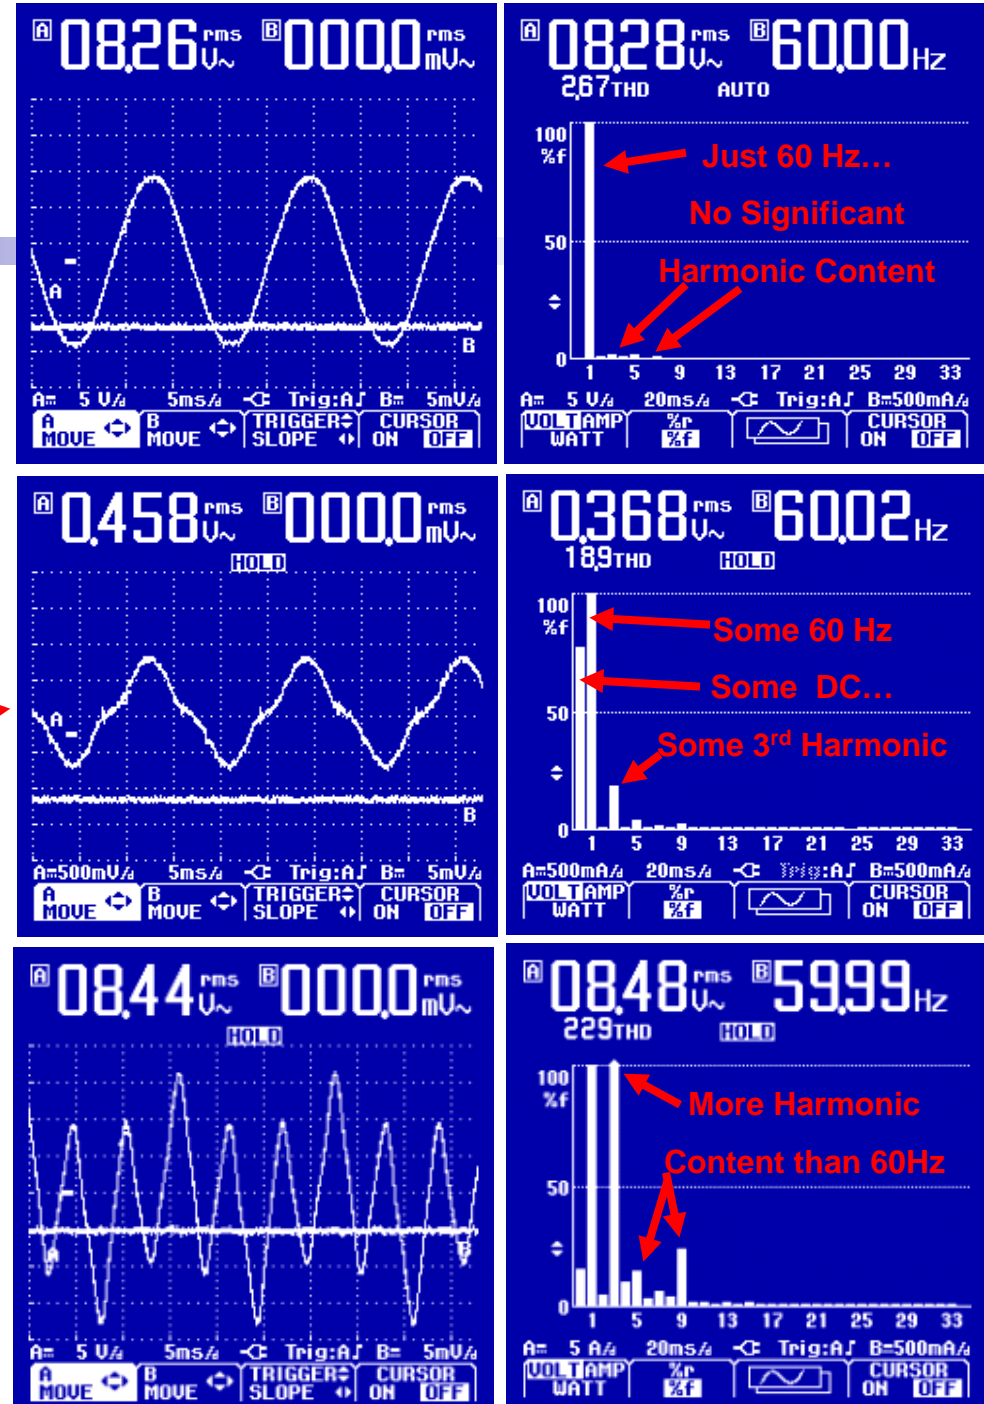 A 08.26 rms V~ B 000.0 rms mV~
A
B
A= 5 V/d 5ms/d Trig:A B= 5mV/d
A MOVE B MOVE TRIGGER SLOPE CURSOR ON OFF
A 08.28 rms V~ B 60.00 Hz
2.67 THD AUTO
100
%f
Just 60 Hz…
No Significant
50
Harmonic Content
0
1 5 9 13 17 21 25 29 33
A= 5 V/d 20ms/d Trig:A B=500mA/d
VOLT AMP WATT %r %f CURSOR ON OFF
A 0.458 rms V~ B 000.0 rms mV~
HOLD
A
B
A=500mV/d 5ms/d Trig:A B= 5mV/d
A MOVE B MOVE TRIGGER SLOPE CURSOR ON OFF
A 0.368 rms V~ B 60.02 Hz
18.9 THD HOLD
100
%f
Some 60 Hz
Some DC…
50
Some 3rd Harmonic
0
1 5 9 13 17 21 25 29 33
A=500mA/d 20ms/d Trig:A B=500mA/d
VOLT AMP WATT %r %f CURSOR ON OFF
A 08.44 rms V~ B 000.0 rms mV~
HOLD
A
B
A= 5 V/d 5ms/d Trig:A B= 5mV/d
A MOVE B MOVE TRIGGER SLOPE CURSOR ON OFF
A 08.48 rms V~ B 59.99 Hz
229 THD HOLD
100
%f
More Harmonic
Content than 60Hz
50
0
1 5 9 13 17 21 25 29 33
A= 5 A/d 20ms/d Trig:A B=500mA/d
VOLT AMP WATT %r %f CURSOR ON OFF